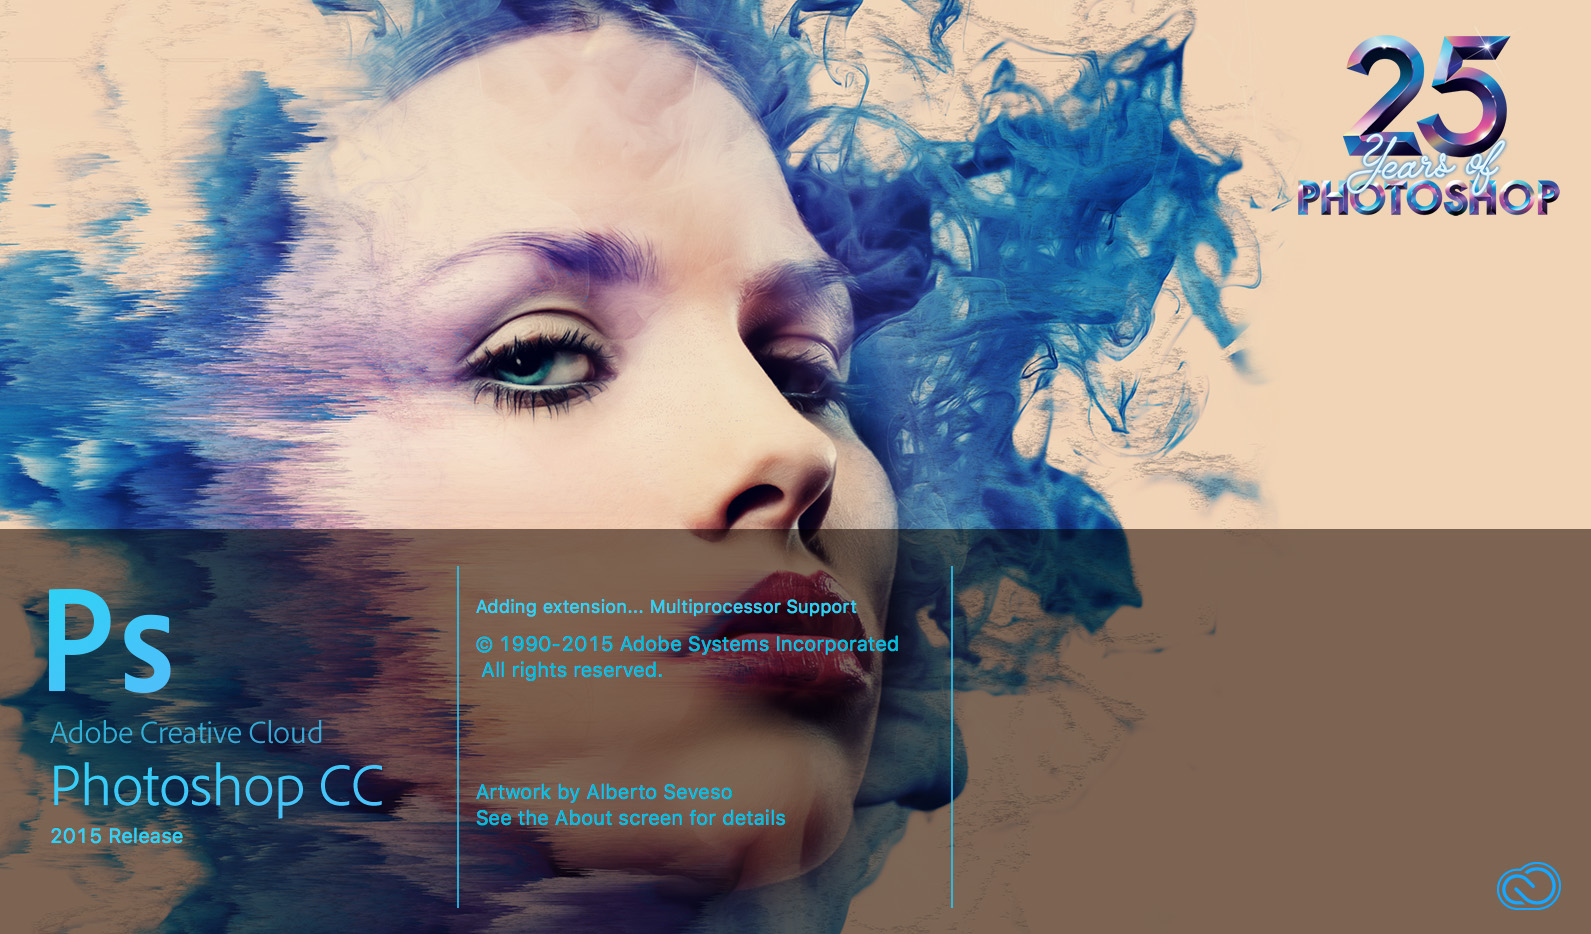 25
Years of
PHOTOSHOP
Ps
Adobe Creative Cloud
Photoshop CC
2015 Release
Adding extension... Multiprocessor Support
© 1990-2015 Adobe Systems Incorporated
All rights reserved.
Artwork by Alberto Seveso
See the About screen for details